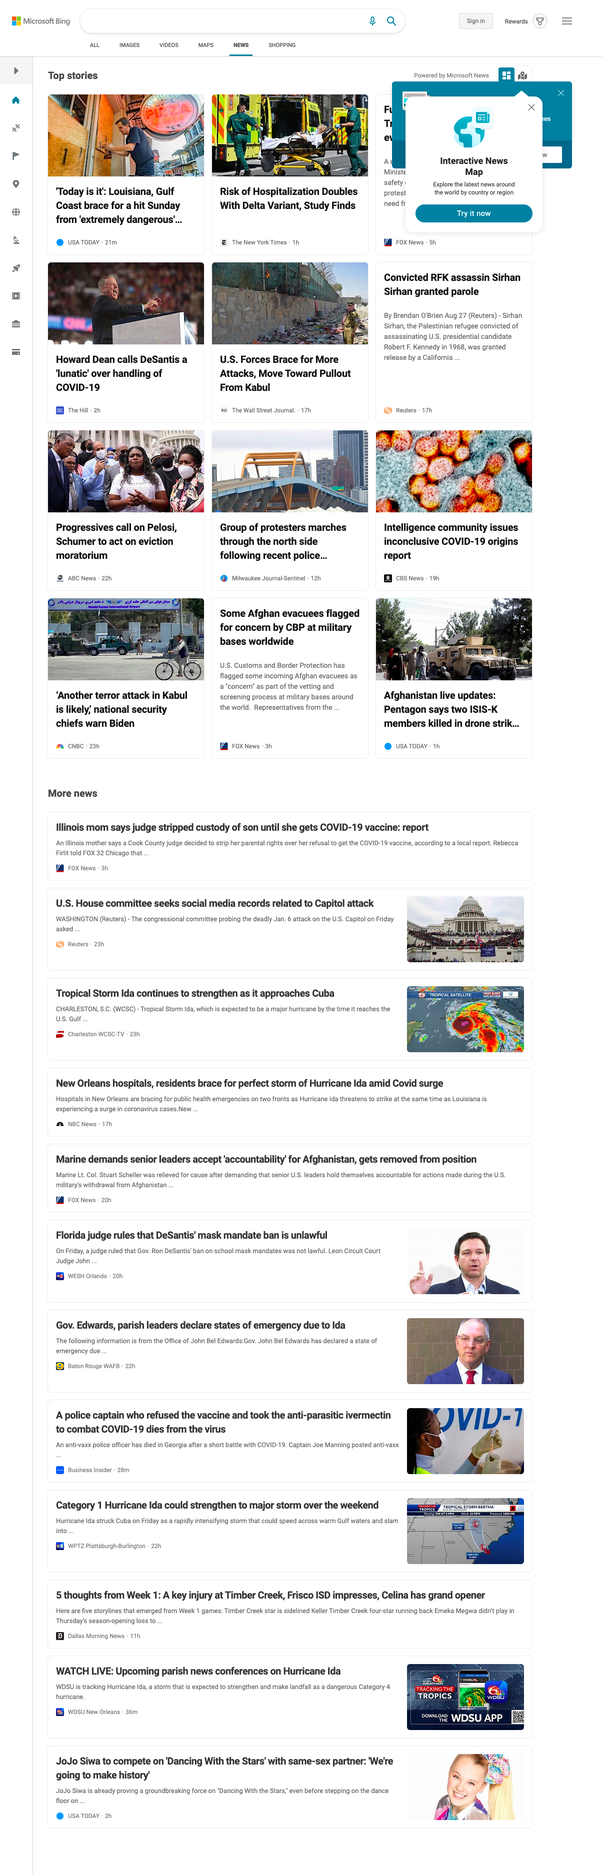 Microsoft Bing
Sign in
Rewards
ALL
IMAGES
VIDEOS
MAPS
NEWS
SHOPPING
Top stories
Powered by Microsoft News
Interactive News
Map
Explore the latest news around
the world by country or region
Try it now
'Today is it': Louisiana, Gulf
Coast brace for a hit Sunday
from 'extremely dangerous'...
USA TODAY · 21m
Risk of Hospitalization Doubles
With Delta Variant, Study Finds
The New York Times · 1h
FOX News · 5h
Howard Dean calls DeSantis a
'lunatic' over handling of
COVID-19
The Hill · 2h
U.S. Forces Brace for More
Attacks, Move Toward Pullout
From Kabul
The Wall Street Journal. · 17h
Convicted RFK assassin Sirhan
Sirhan granted parole
By Brendan O'Brien Aug 27 (Reuters) - Sirhan
Sirhan, the Palestinian refugee convicted of
assassinating U.S. presidential candidate
Robert F. Kennedy in 1968, was granted
release by a California ...
Reuters · 17h
Progressives call on Pelosi,
Schumer to act on eviction
moratorium
ABC News · 22h
Group of protesters marches
through the north side
following recent police...
Milwaukee Journal-Sentinel · 12h
Intelligence community issues
inconclusive COVID-19 origins
report
CBS News · 19h
'Another terror attack in Kabul
is likely,' national security
chiefs warn Biden
CNBC · 23h
Some Afghan evacuees flagged
for concern by CBP at military
bases worldwide
U.S. Customs and Border Protection has
flagged some incoming Afghan evacuees as
a "concern" as part of the vetting and
screening process at military bases around
the world. Representatives from the ...
FOX News · 3h
Afghanistan live updates:
Pentagon says two ISIS-K
members killed in drone strik...
USA TODAY · 1h
More news
Illinois mom says judge stripped custody of son until she gets COVID-19 vaccine: report
An Illinois mother says a Cook County judge decided to strip her parental rights over her refusal to get the COVID-19 vaccine, according to a local report. Rebecca
Firlit told FOX 32 Chicago that ...
FOX News · 3h
U.S. House committee seeks social media records related to Capitol attack
WASHINGTON (Reuters) - The congressional committee probing the deadly Jan. 6 attack on the U.S. Capitol on Friday
asked ...
Reuters · 23h
Tropical Storm Ida continues to strengthen as it approaches Cuba
CHARLESTON, S.C. (WCSC) - Tropical Storm Ida, which is expected to be a major hurricane by the time it reaches the
U.S. Gulf ...
Charleston WCSC-TV · 23h
TROPICAL SATELLITE
New Orleans hospitals, residents brace for perfect storm of Hurricane Ida amid Covid surge
Hospitals in New Orleans are bracing for public health emergencies on two fronts as Hurricane Ida threatens to strike at the same time as Louisiana is
experiencing a surge in coronavirus cases.New ...
NBC News · 17h
Marine demands senior leaders accept 'accountability' for Afghanistan, gets removed from position
Marine Lt. Col. Stuart Scheller was relieved for cause after demanding that senior U.S. leaders hold themselves accountable for actions made during the U.S.
military's withdrawal from Afghanistan ...
FOX News · 20h
Florida judge rules that DeSantis' mask mandate ban is unlawful
On Friday, a judge ruled that Gov. Ron DeSantis' ban on school mask mandates was not lawful. Leon Circuit Court
Judge John ...
WESH Orlando · 20h
Gov. Edwards, parish leaders declare states of emergency due to Ida
The following information is from the Office of John Bel Edwards:Gov. John Bel Edwards has declared a state of
emergency due ...
Baton Rouge WAFB · 22h
A police captain who refused the vaccine and took the anti-parasitic ivermectin
to combat COVID-19 dies from the virus
An anti-vaxx police officer has died in Georgia after a short battle with COVID-19. Captain Joe Manning posted anti-vaxx
...
Business Insider · 28m
OVID-1
Category 1 Hurricane Ida could strengthen to major storm over the weekend
Hurricane Ida struck Cuba on Friday as a rapidly intensifying storm that could speed across warm Gulf waters and slam
into ...
WPTZ Plattsburgh-Burlington · 22h
TROPICAL STORM BERTHA
5 thoughts from Week 1: A key injury at Timber Creek, Frisco ISD impresses, Celina has grand opener
Here are five storylines that emerged from Week 1 games: Timber Creek star is sidelined Keller Timber Creek four-star running back Emeka Megwa didn't play in
Thursday's season-opening loss to ...
Dallas Morning News · 11h
WATCH LIVE: Upcoming parish news conferences on Hurricane Ida
WDSU is tracking Hurricane Ida, a storm that is expected to strengthen and make landfall as a dangerous Category 4
hurricane.
WDSU New Orleans · 36m
WEATHER
TRACKING THE
TROPICS
WDSU
DOWNLOAD THE WDSU APP
JoJo Siwa to compete on 'Dancing With the Stars' with same-sex partner: 'We're
going to make history'
JoJo Siwa is already proving a groundbreaking force on "Dancing With the Stars," even before stepping on the dance
floor on ...
USA TODAY · 2h